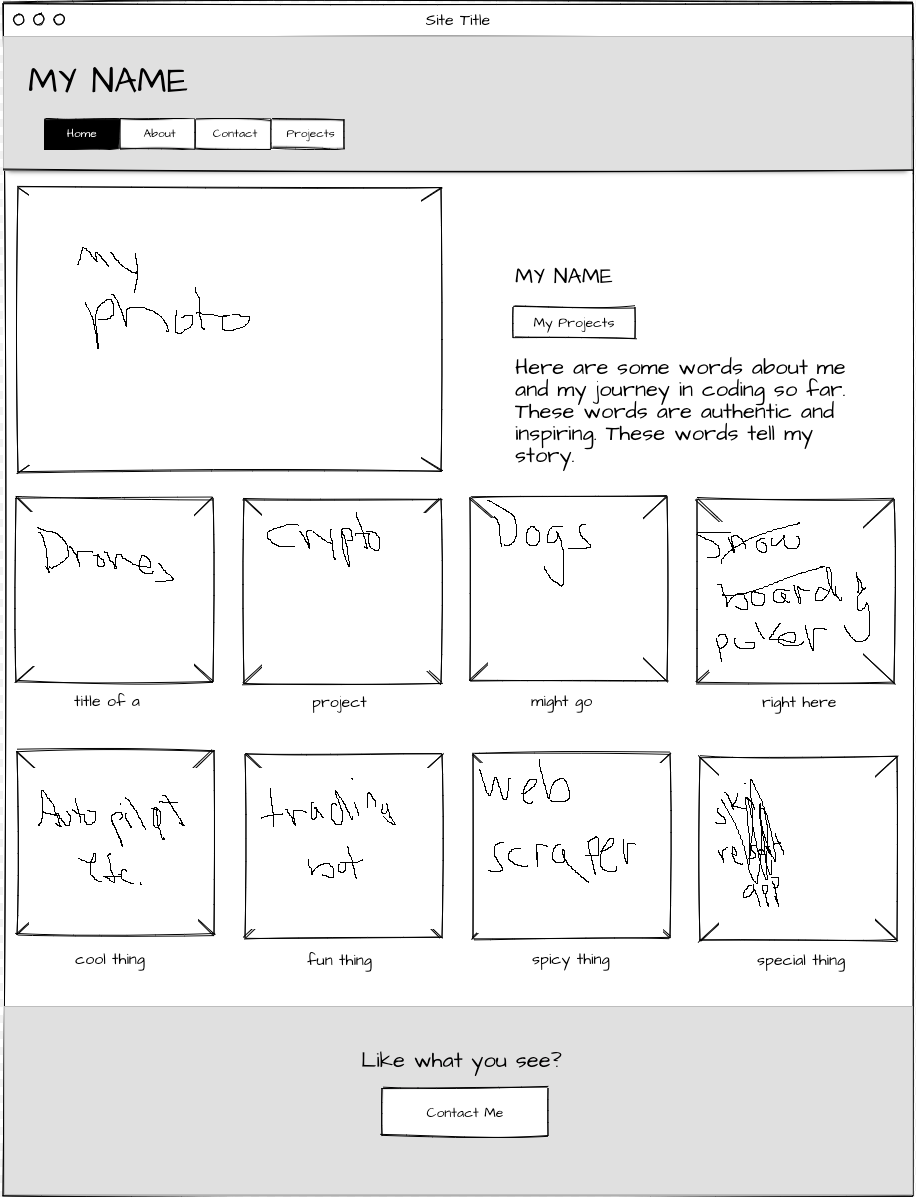 Site Title
MY NAME
Home About Contact Projects
my
photo
MY NAME
My Projects
Here are some words about me
and my journey in coding so far.
These words are authentic and
inspiring. These words tell my
story.
Drones
Crypto
Dogs
Snow
board &
poker
title of a
project
might go
right here
Auto pilot
etc.
trading
bot
web
scraper
ski
app
cool thing
fun thing
spicy thing
special thing
Like what you see?
Contact Me